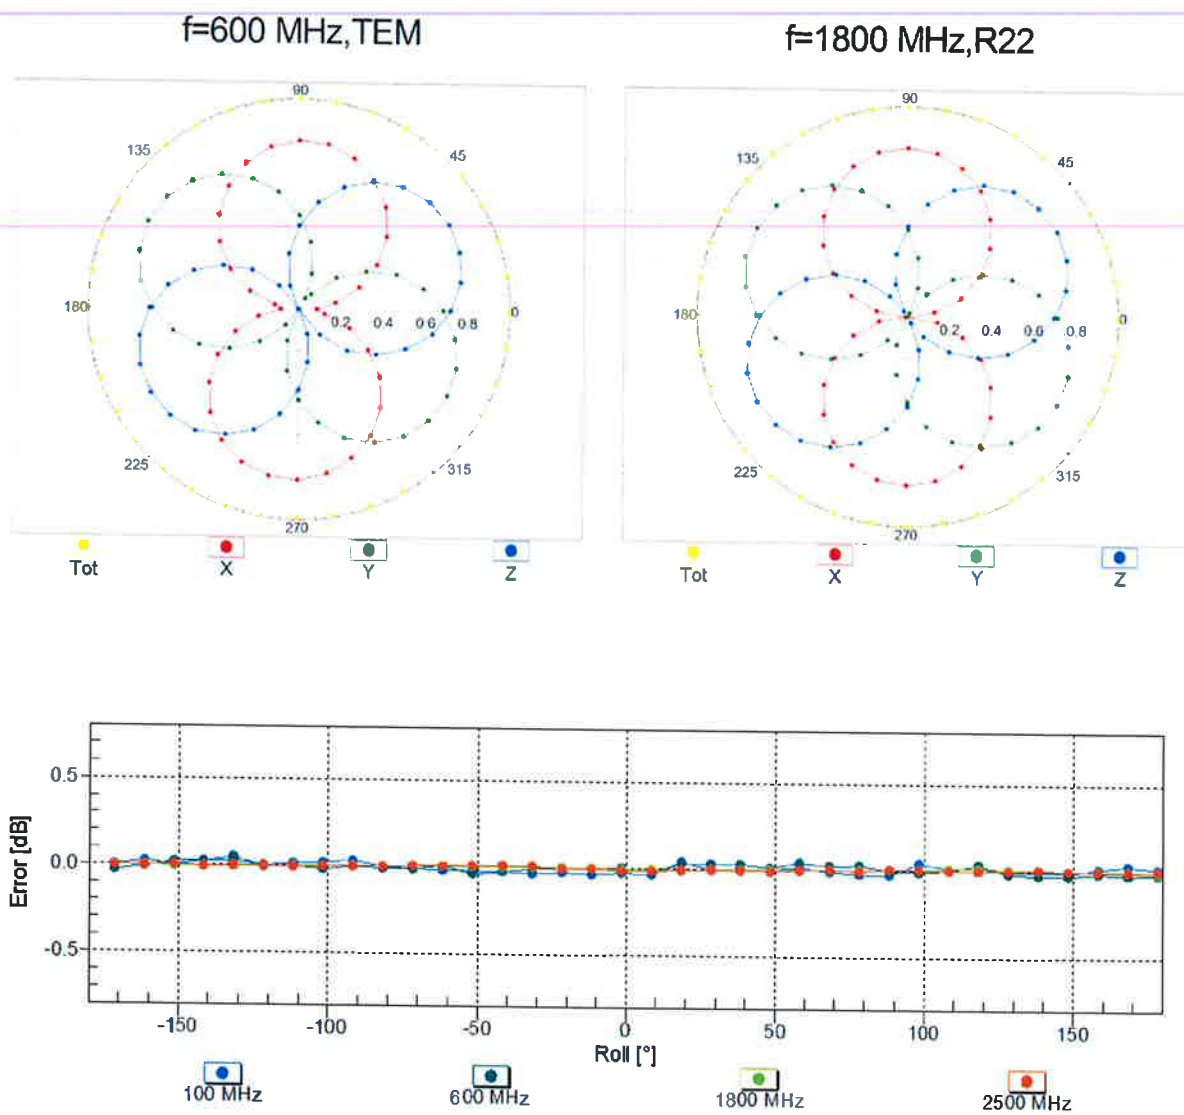 f=600 MHz,TEM
f=1800 MHz,R22
90
135
45
180
0.2 0.4 0.6 0.8
0
225
315
270
Tot X Y Z
90
135
45
180
0.2 0.4 0.6 0.8
0
225
315
270
Tot X Y Z
Error [dB]
0.5
0.0
-0.5
-150 -100 -50 0 50 100 150
Roll [°]
100 MHz 600 MHz 1800 MHz 2500 MHz